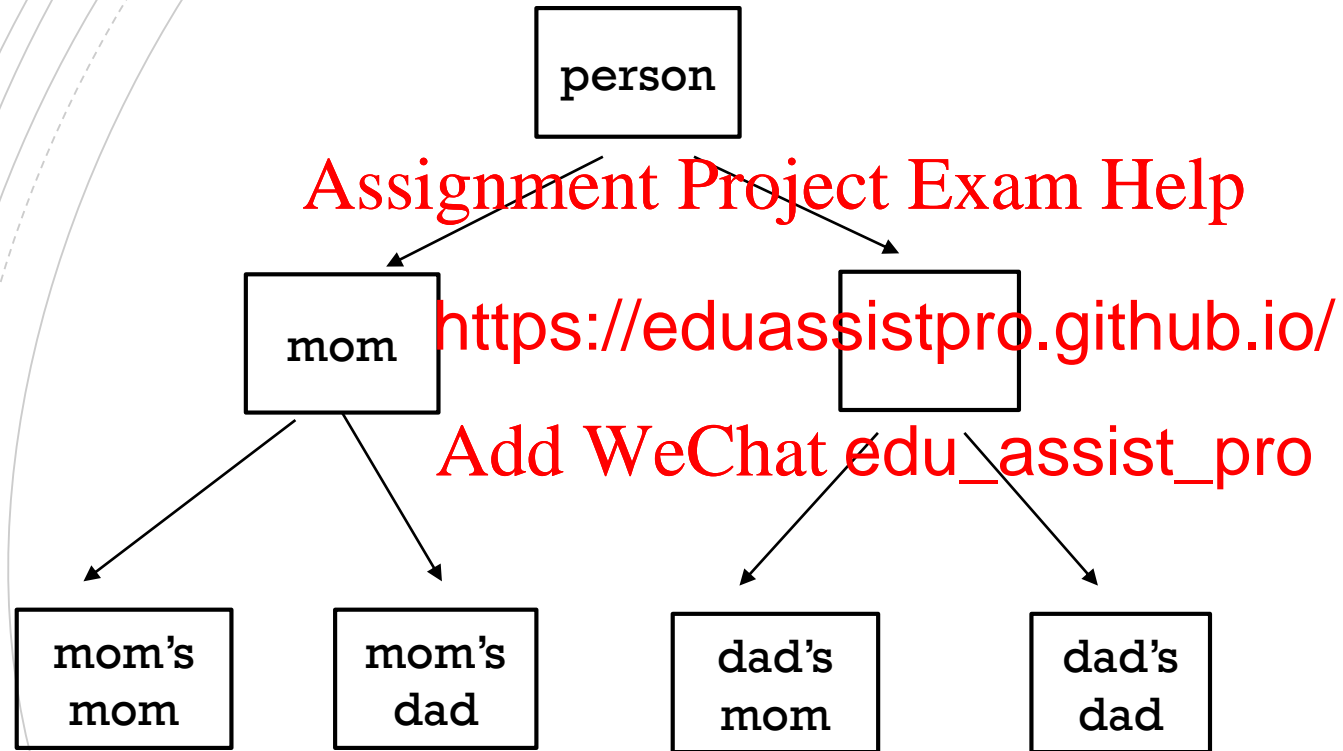 person
Assignment Project Exam Help
mom
https://eduassistpro.github.io/
Add WeChat edu_assist_pro
mom's
mom
mom's
dad
dad's
mom
dad's
dad